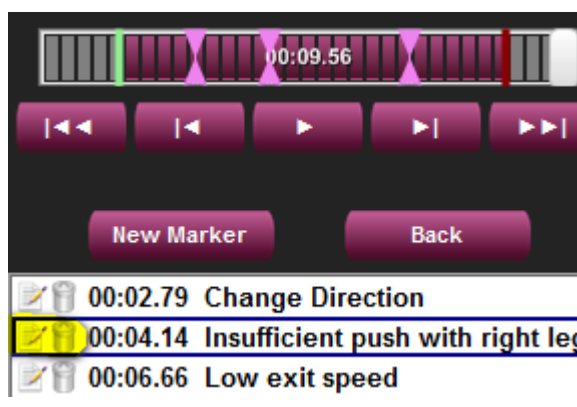 00:09.56
New Marker Back
00:02.79 Change Direction
00:04.14 Insufficient push with right leg
00:06.66 Low exit speed